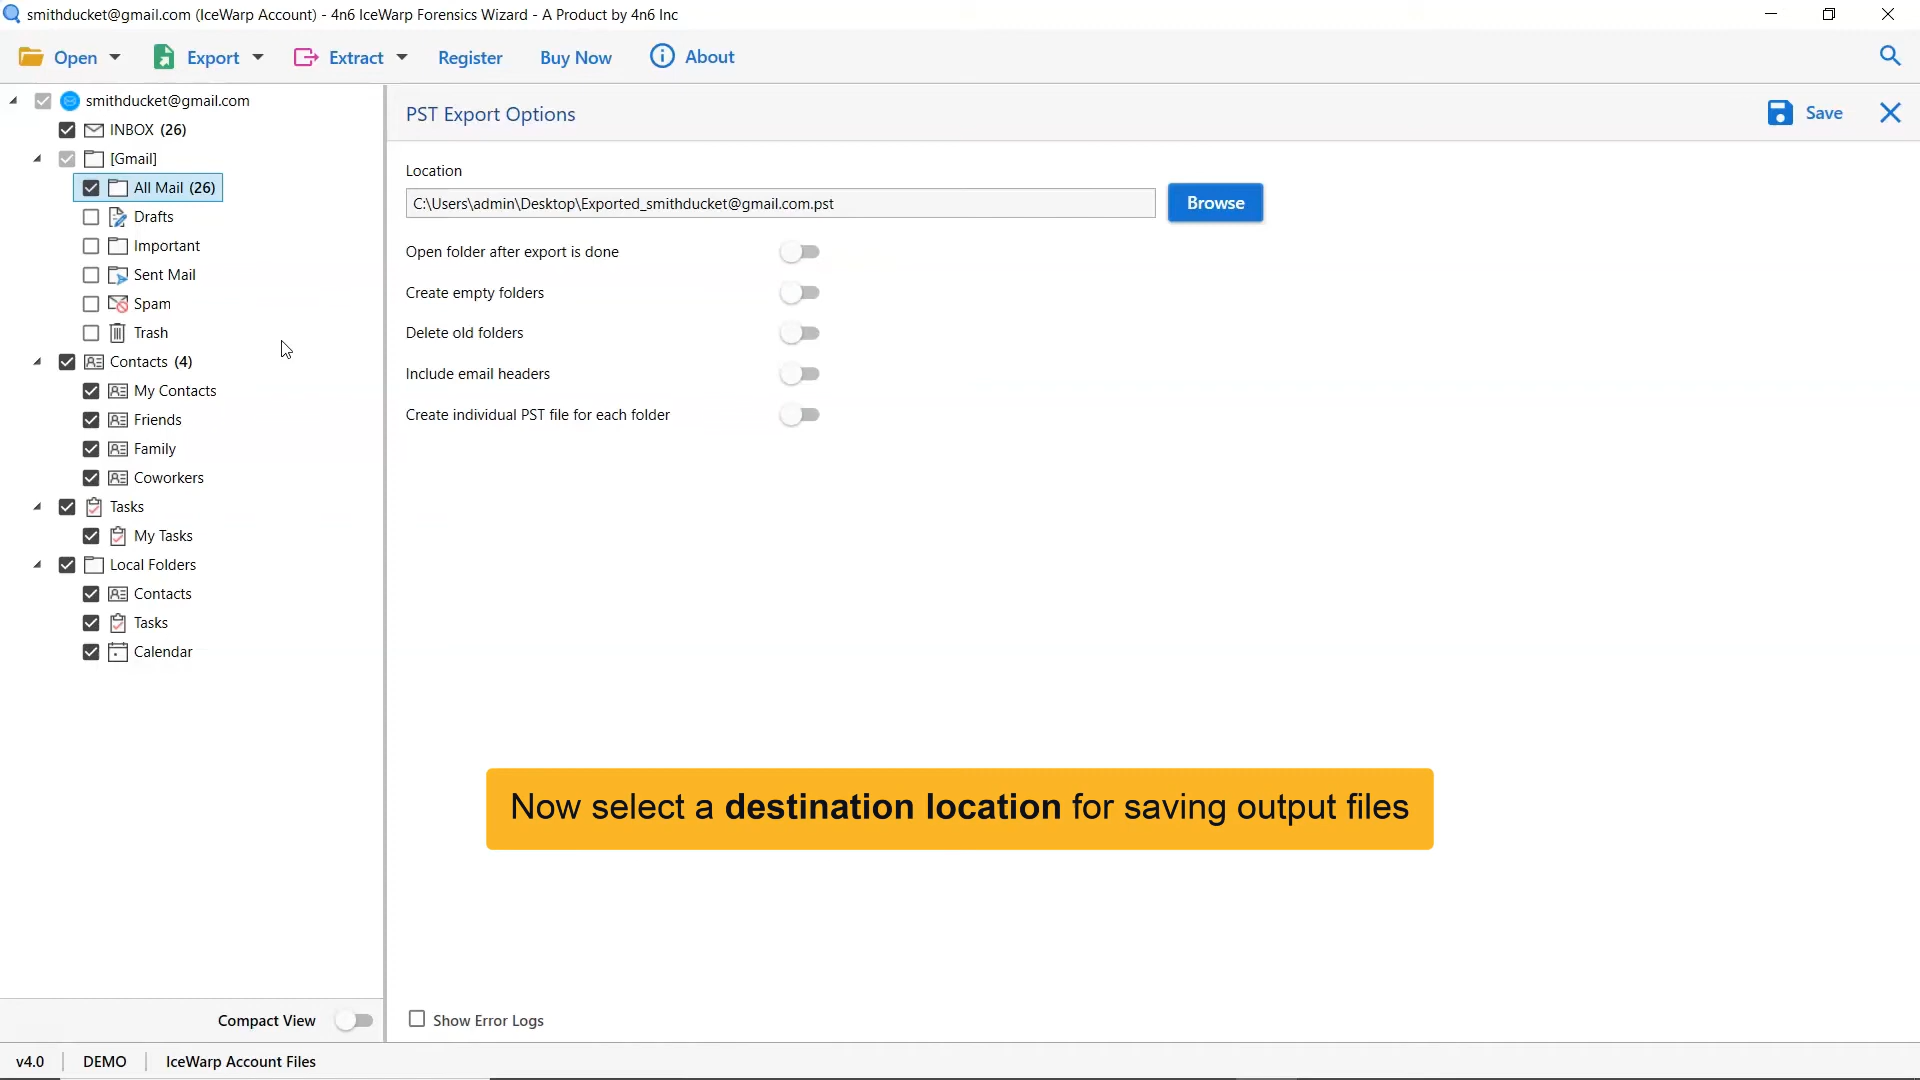 smithducket@gmail.com (IceWarp Account) - 4n6 IceWarp Forensics Wizard - A Product by 4n6 Inc
Open Export Extract Register Buy Now About
smithducket@gmail.com
INBOX (26)
[Gmail]
All Mail (26)
Drafts
Important
Sent Mail
Spam
Trash
Contacts (4)
My Contacts
Friends
Family
Coworkers
Tasks
My Tasks
Local Folders
Contacts
Tasks
Calendar
Compact View
PST Export Options
Save
Location
C:\Users\admin\Desktop\Exported_smithducket@gmail.com.pst
Browse
Open folder after export is done
Create empty folders
Delete old folders
Include email headers
Create individual PST file for each folder
Now select a destination location for saving output files
Show Error Logs
v4.0 DEMO IceWarp Account Files